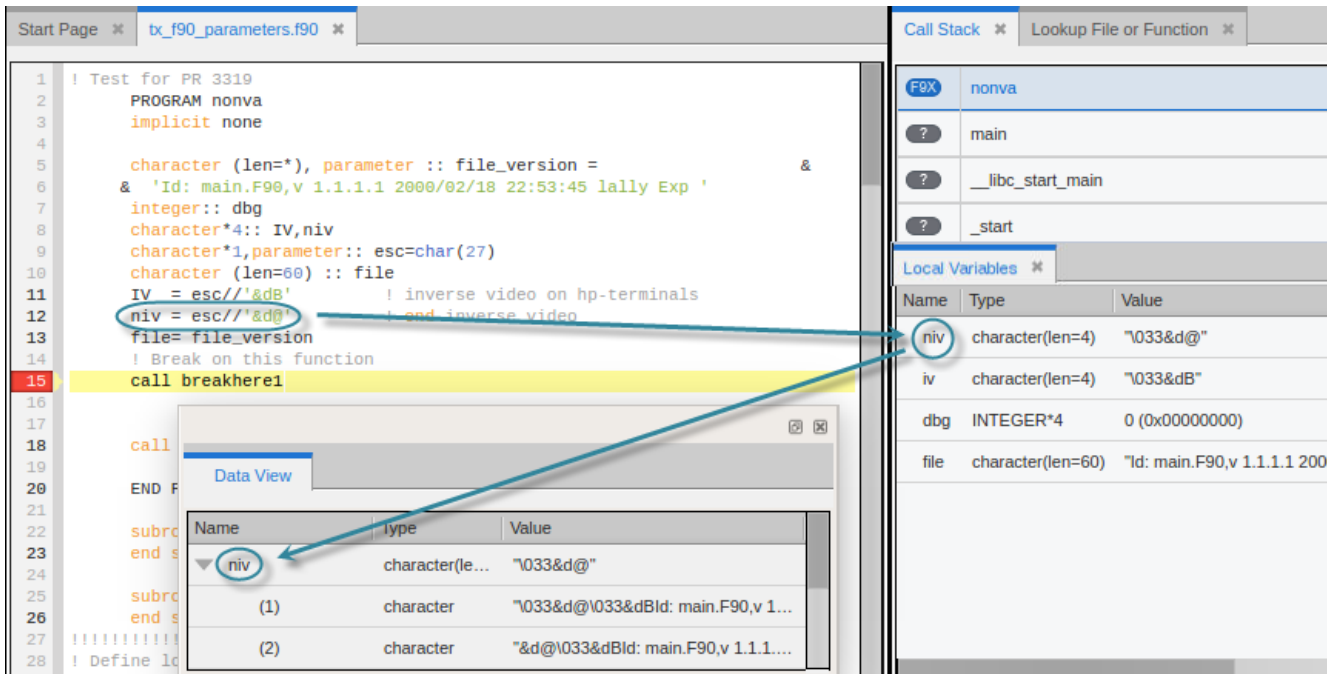 Start Page
tx_f90_parameters.f90
1 ! Test for PR 3319
2 PROGRAM nonva
3 implicit none
4
5 character (len=*), parameter :: file_version = &
6 & 'Id: main.F90,v 1.1.1.1 2000/02/18 22:53:45 lally Exp '
7 integer:: dbg
8 character*4:: IV,niv
9 character*1,parameter:: esc=char(27)
10 character (len=60) :: file
11 IV = esc//'&dB' ! inverse video on hp-terminals
12 niv = esc//'&d@' ! end inverse video
13 file= file_version
14 ! Break on this function
15 call breakhere1
16
17
18 call
19
20 END
21
22 subro
23 end s
24
25 subro
26 end s
27 !!!!!!!!!!!!
28 ! Define lo
Data View
Name Type Value
niv character(le... "\033&d@"
(1) character "\033&d@\033&dBId: main.F90,v 1...
(2) character "&d@\033&dBId: main.F90,v 1.1.1....
Call Stack
Lookup File or Function
F9X nonva
? main
? __libc_start_main
? _start
Local Variables
Name Type Value
niv character(len=4) "\033&d@"
iv character(len=4) "\033&dB"
dbg INTEGER*4 0 (0x00000000)
file character(len=60) "Id: main.F90,v 1.1.1.1 200